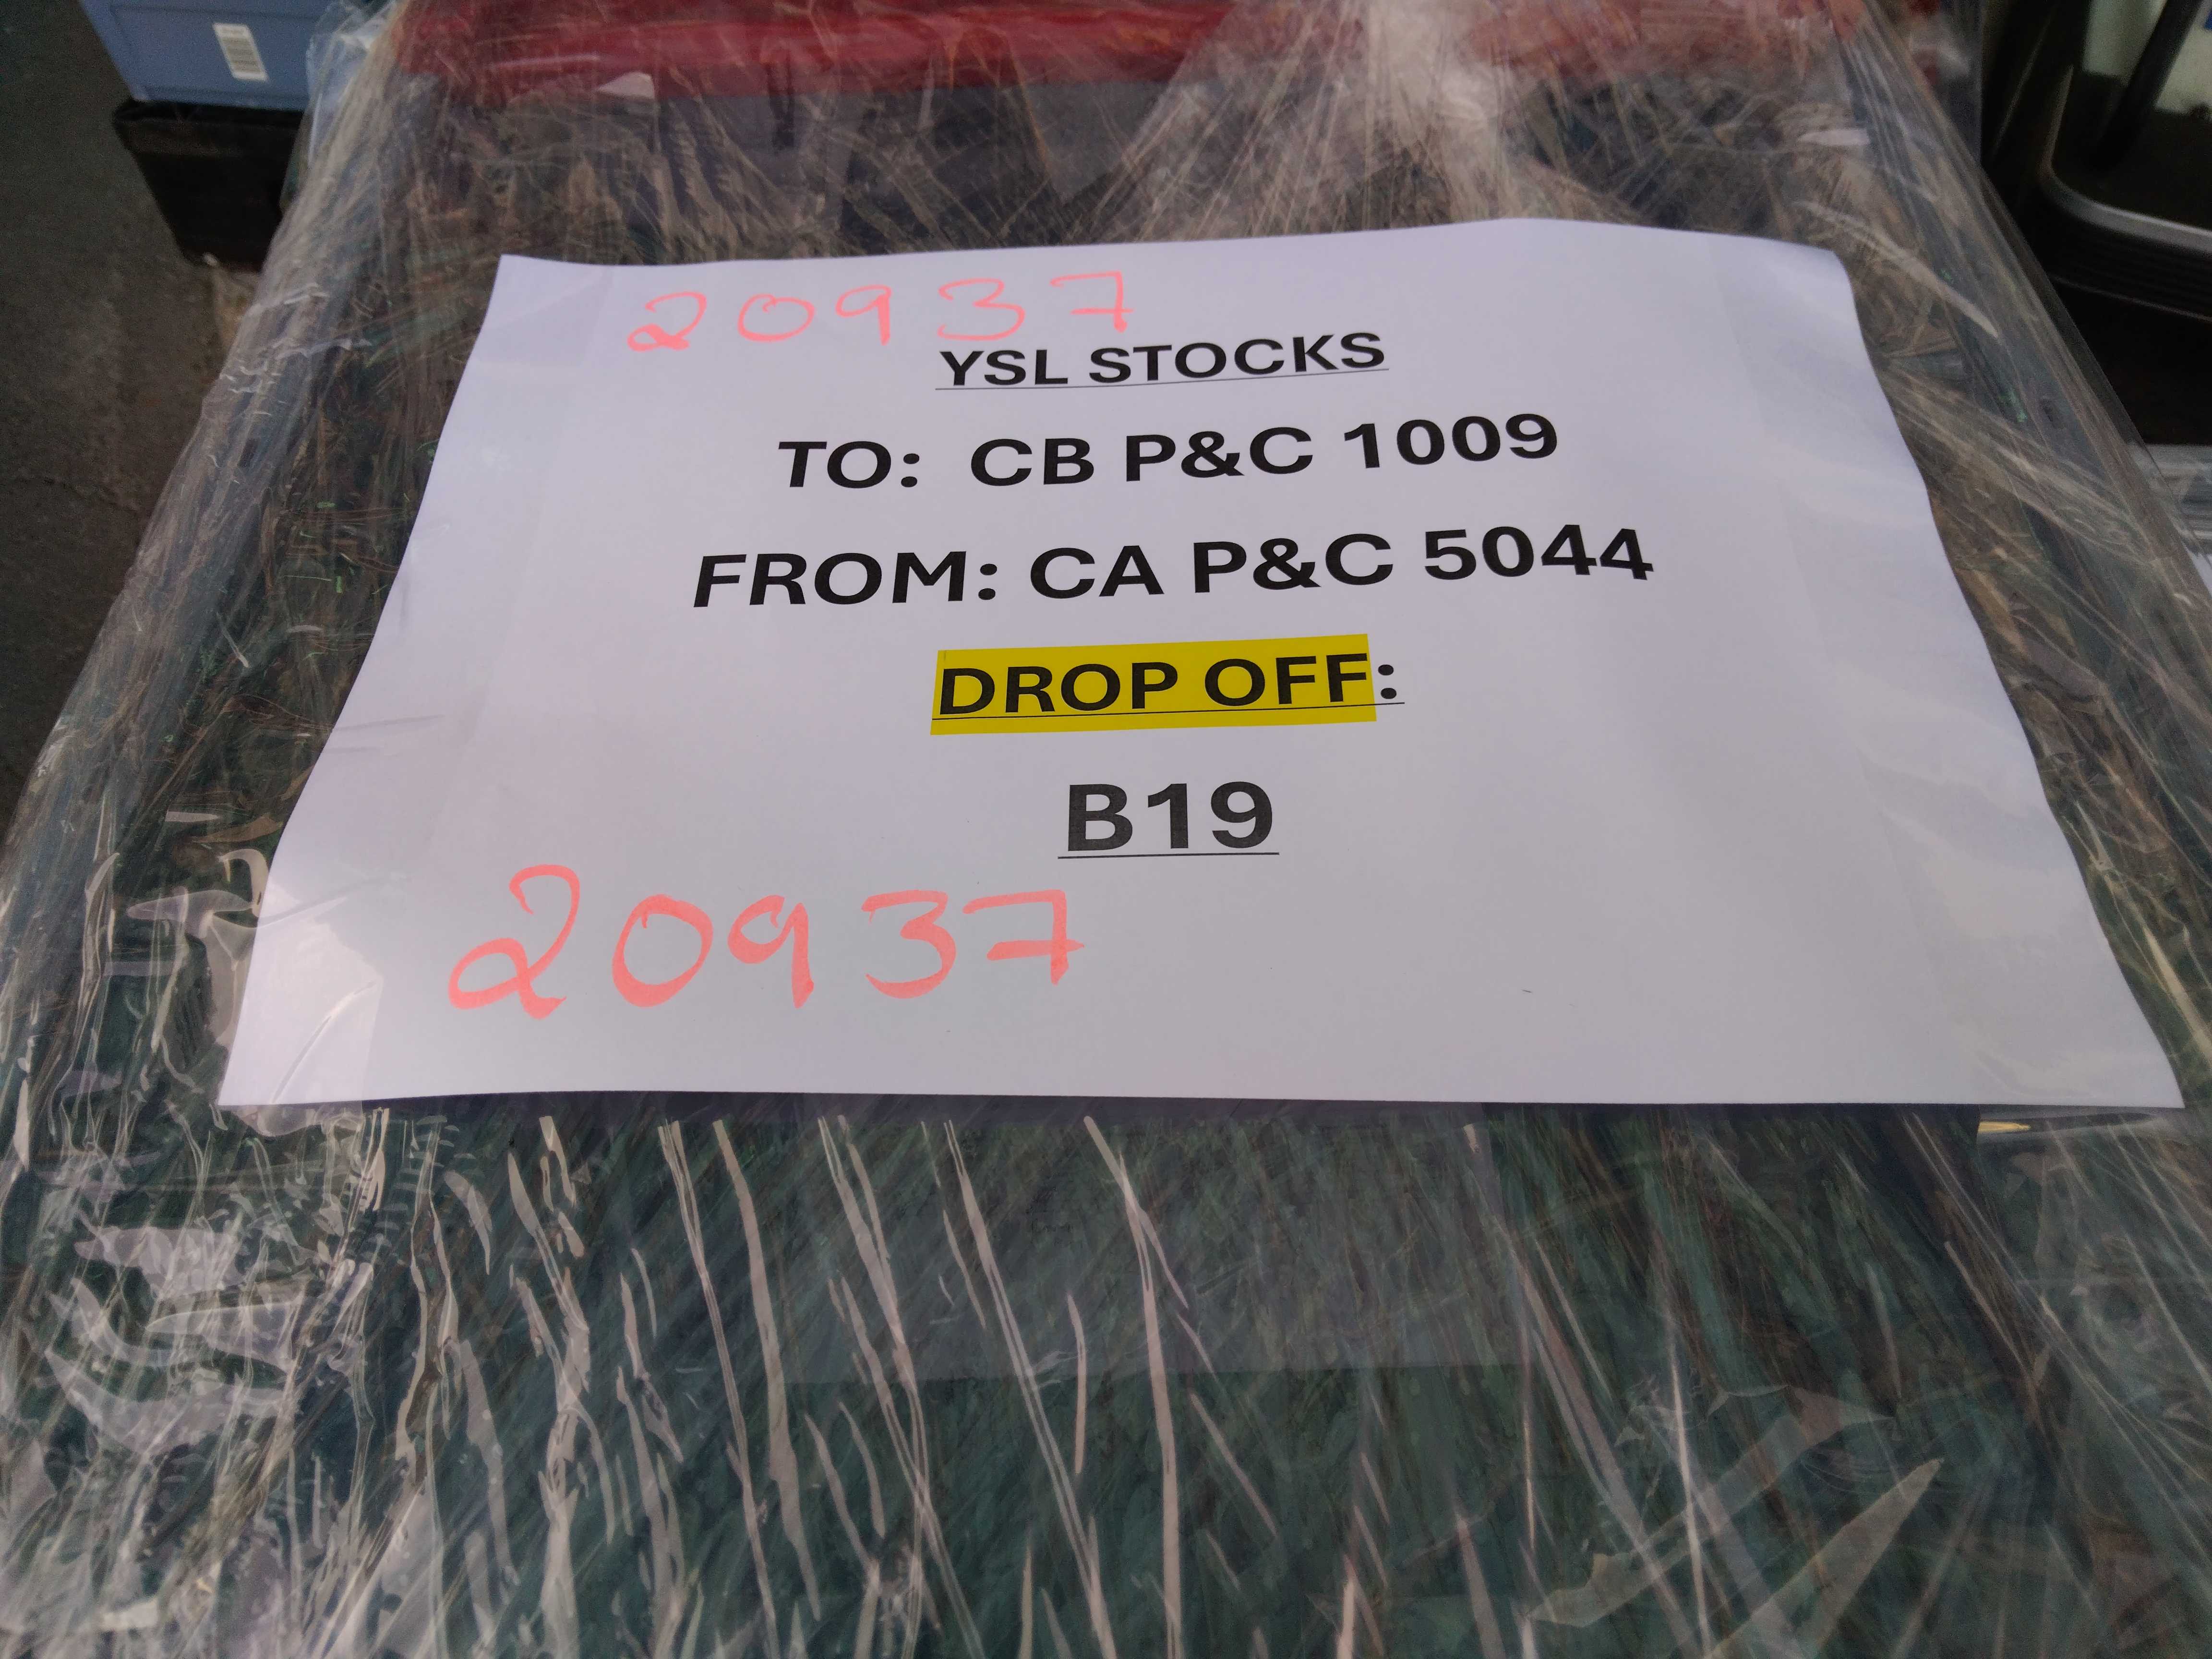 20937
YSL STOCKS
TO: CB P&C 1009
FROM: CA P&C 5044
DROP OFF:
B19
20937